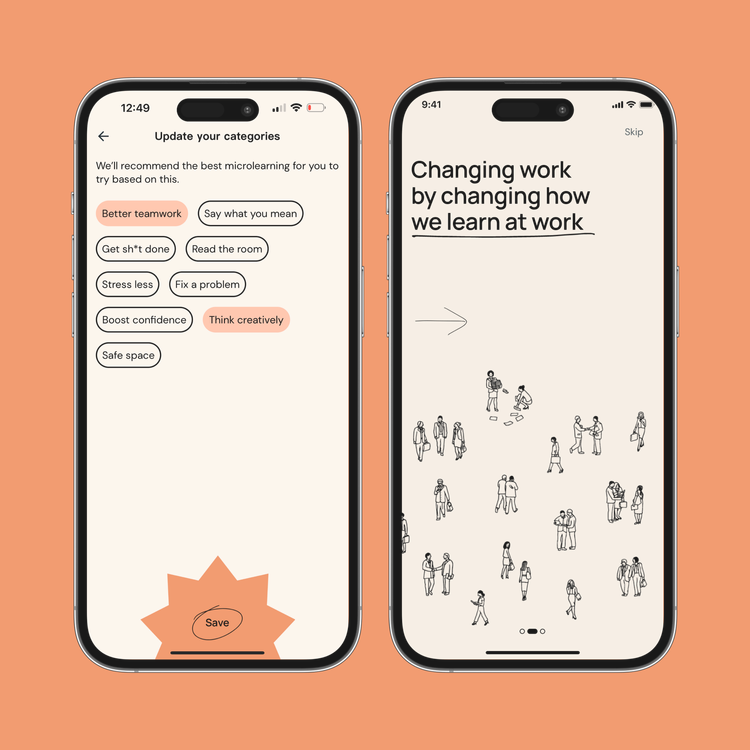 12:49
Update your categories
We'll recommend the best microlearning for you to
try based on this.
Better teamwork
Say what you mean
Get sh*t done
Read the room
Stress less
Fix a problem
Boost confidence
Think creatively
Safe space
Save
9:41
Skip
Changing work
by changing how
we learn at work